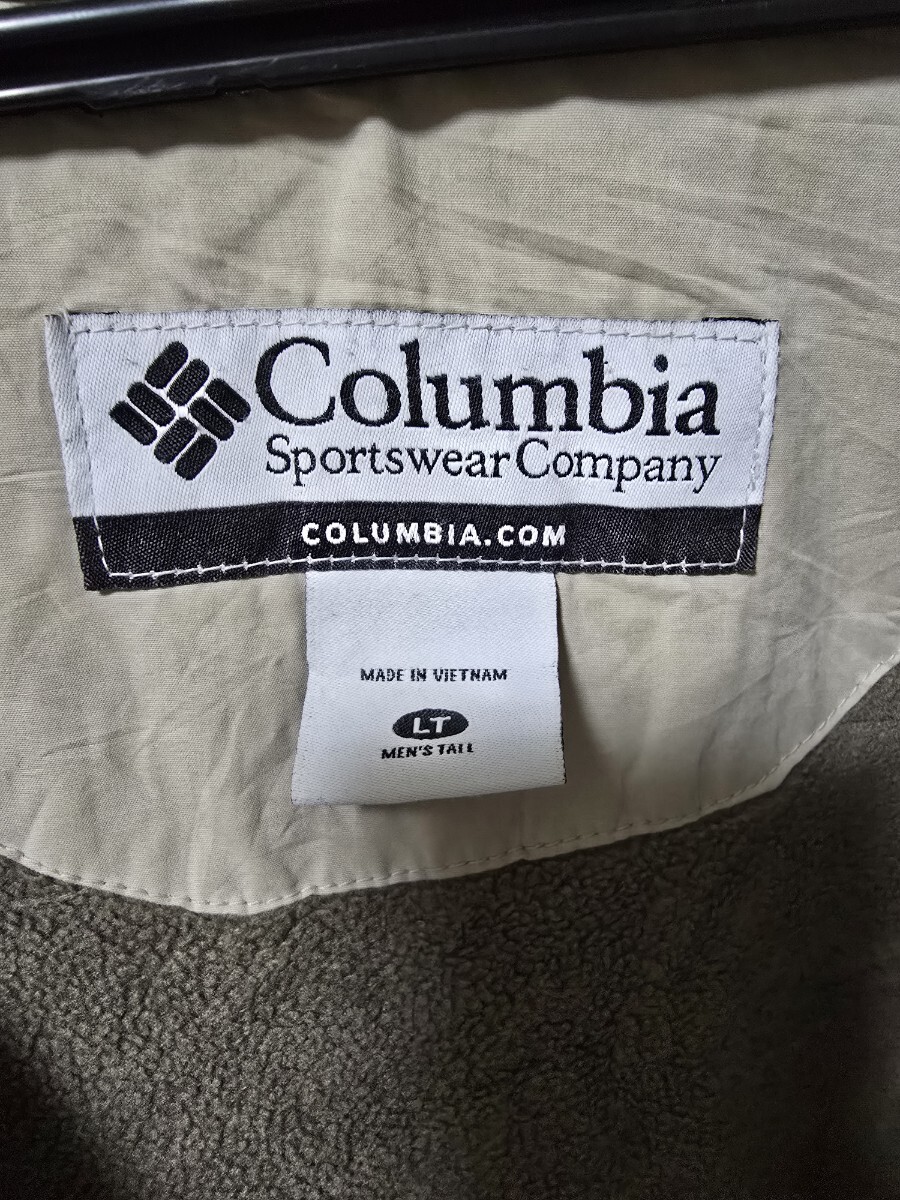 Columbia
Sportswear Company
COLUMBIA.COM
MADE IN VIETNAM
LT
MEN'S TALL